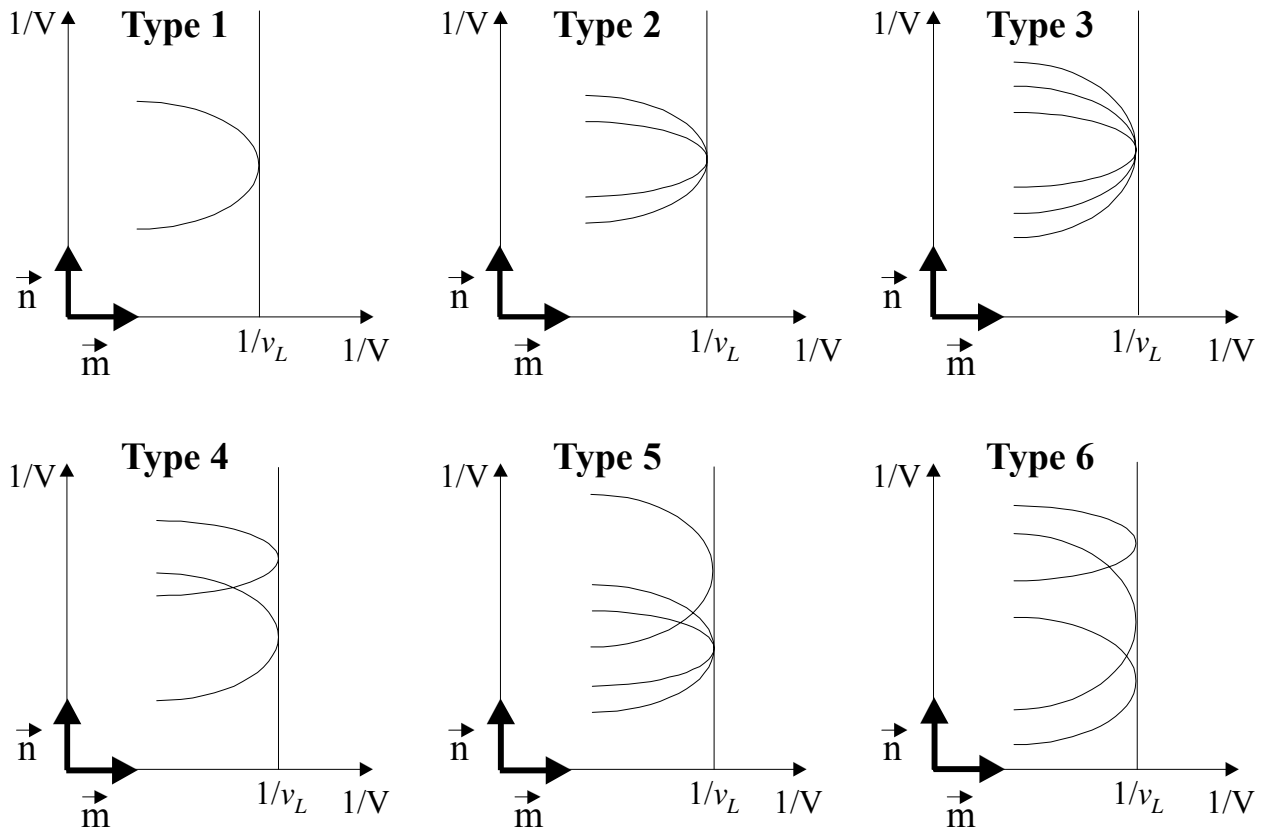 1/V Type 1
n
m
1/v_L
1/V
1/V Type 2
n
m
1/v_L
1/V
1/V Type 3
n
m
1/v_L
1/V
1/V Type 4
n
m
1/v_L
1/V
1/V Type 5
n
m
1/v_L
1/V
1/V Type 6
n
m
1/v_L
1/V